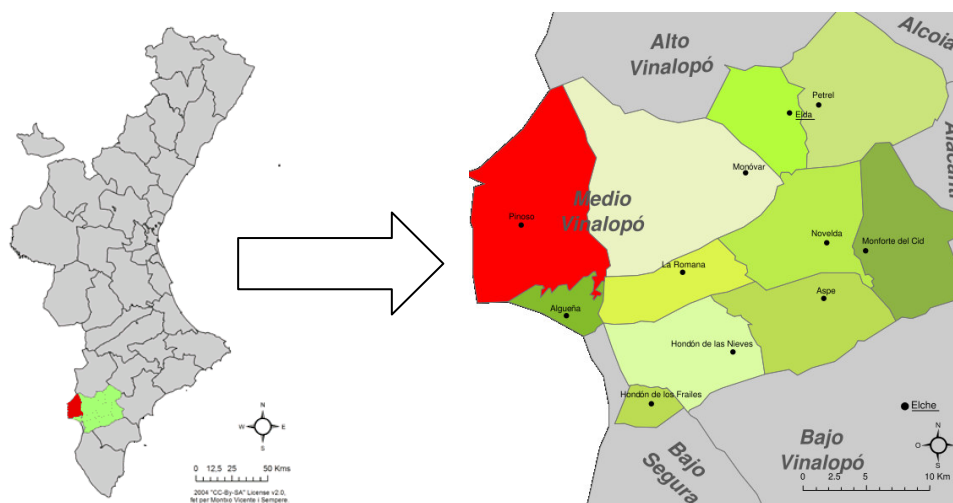 N
W
E
S
0 12,5 25 50 Kms
2004 "CC-By-SA" License v2.0,
fet per Montxo Vicente i Sempere.
Alto
Vinalopó
Alcoia
Alacantí
Petrel
Elda
Monóvar
Medio
Vinalopó
Pinoso
Novelda
Monforte del Cid
La Romana
Aspe
Algueña
Hondón de las Nieves
Hondón de los Frailes
Elche
Bajo
Segura
Bajo
Vinalopó
N
O
E
S
0 2.5 5 10 Km